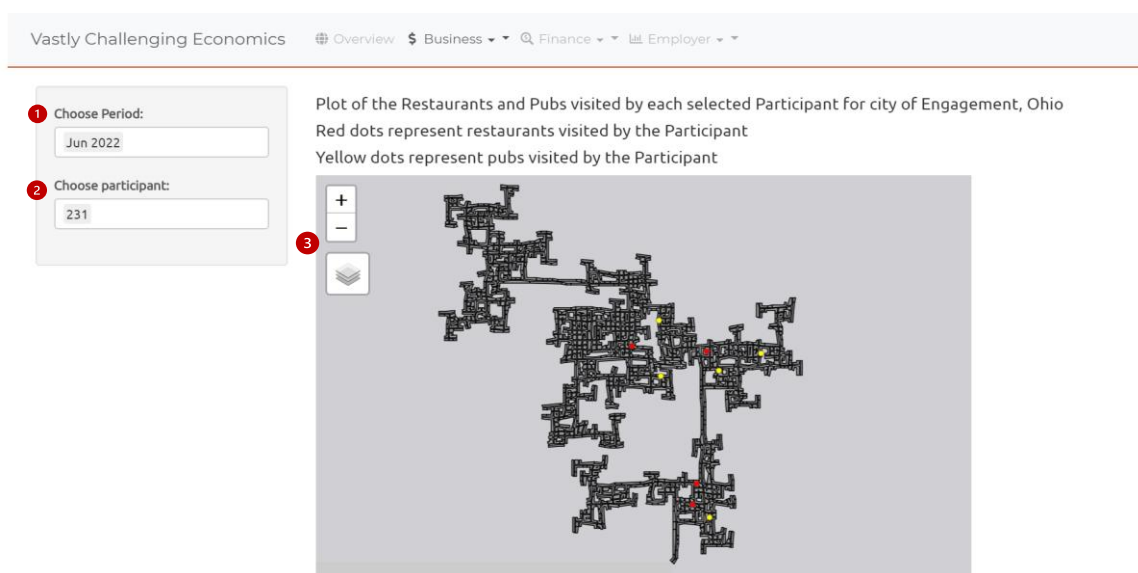 Vastly Challenging Economics Overview $ Business Finance Employer
1 Choose Period:
Jun 2022
2 Choose participant:
231
Plot of the Restaurants and Pubs visited by each selected Participant for city of Engagement, Ohio
Red dots represent restaurants visited by the Participant
Yellow dots represent pubs visited by the Participant
+
−
3